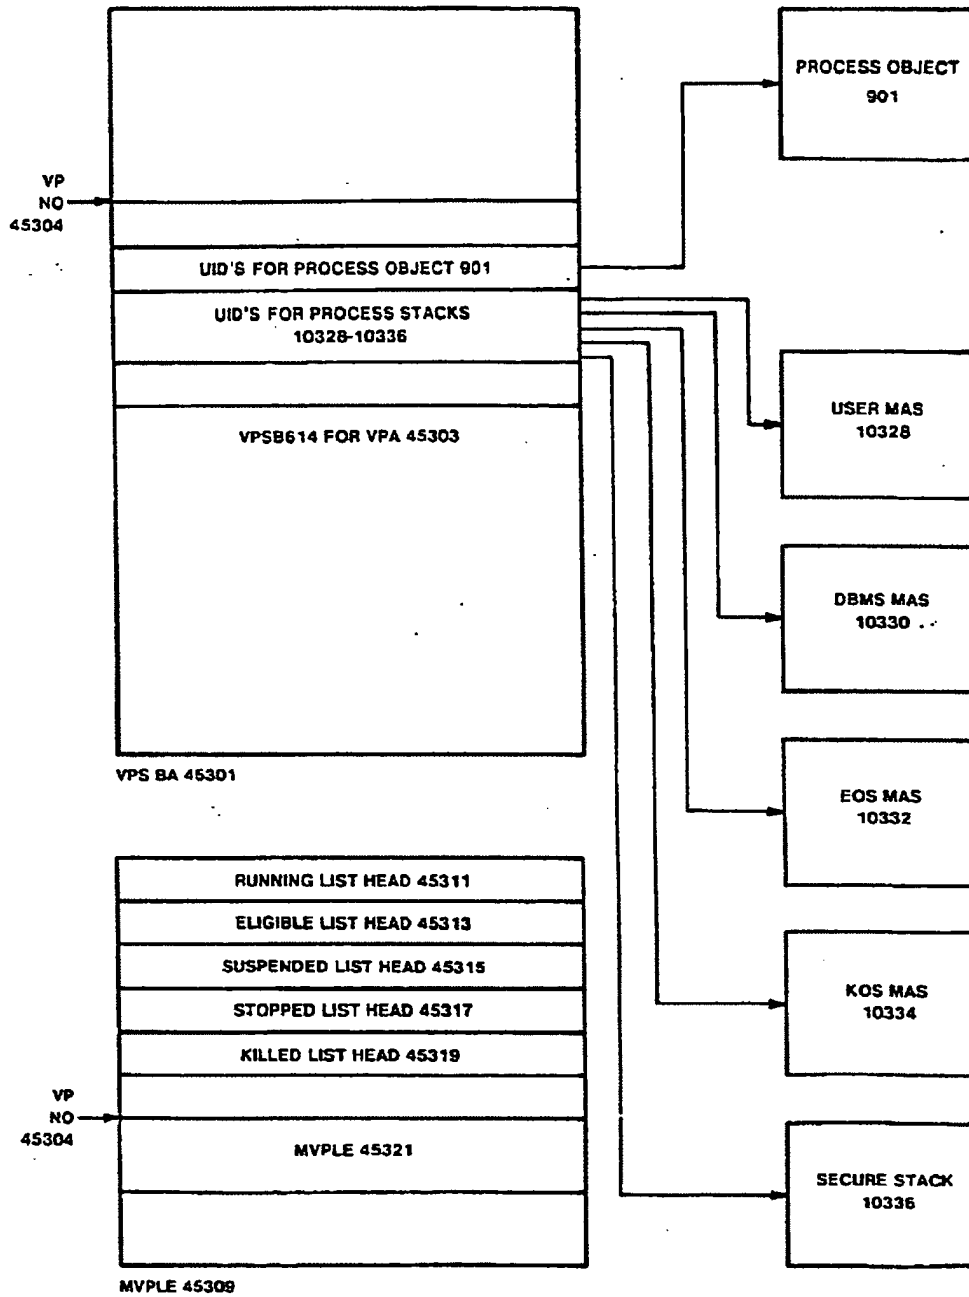 PROCESS OBJECT
901
VP
NO
45304
UID'S FOR PROCESS OBJECT 901
UID'S FOR PROCESS STACKS
10328-10336
VPSB614 FOR VPA 45303
VPS BA 45301
USER MAS
10328
DBMS MAS
10330
EOS MAS
10332
KOS MAS
10334
SECURE STACK
10336
RUNNING LIST HEAD 45311
ELIGIBLE LIST HEAD 45313
SUSPENDED LIST HEAD 45315
STOPPED LIST HEAD 45317
KILLED LIST HEAD 45319
VP
NO
45304
MVPLE 45321
MVPLE 45309